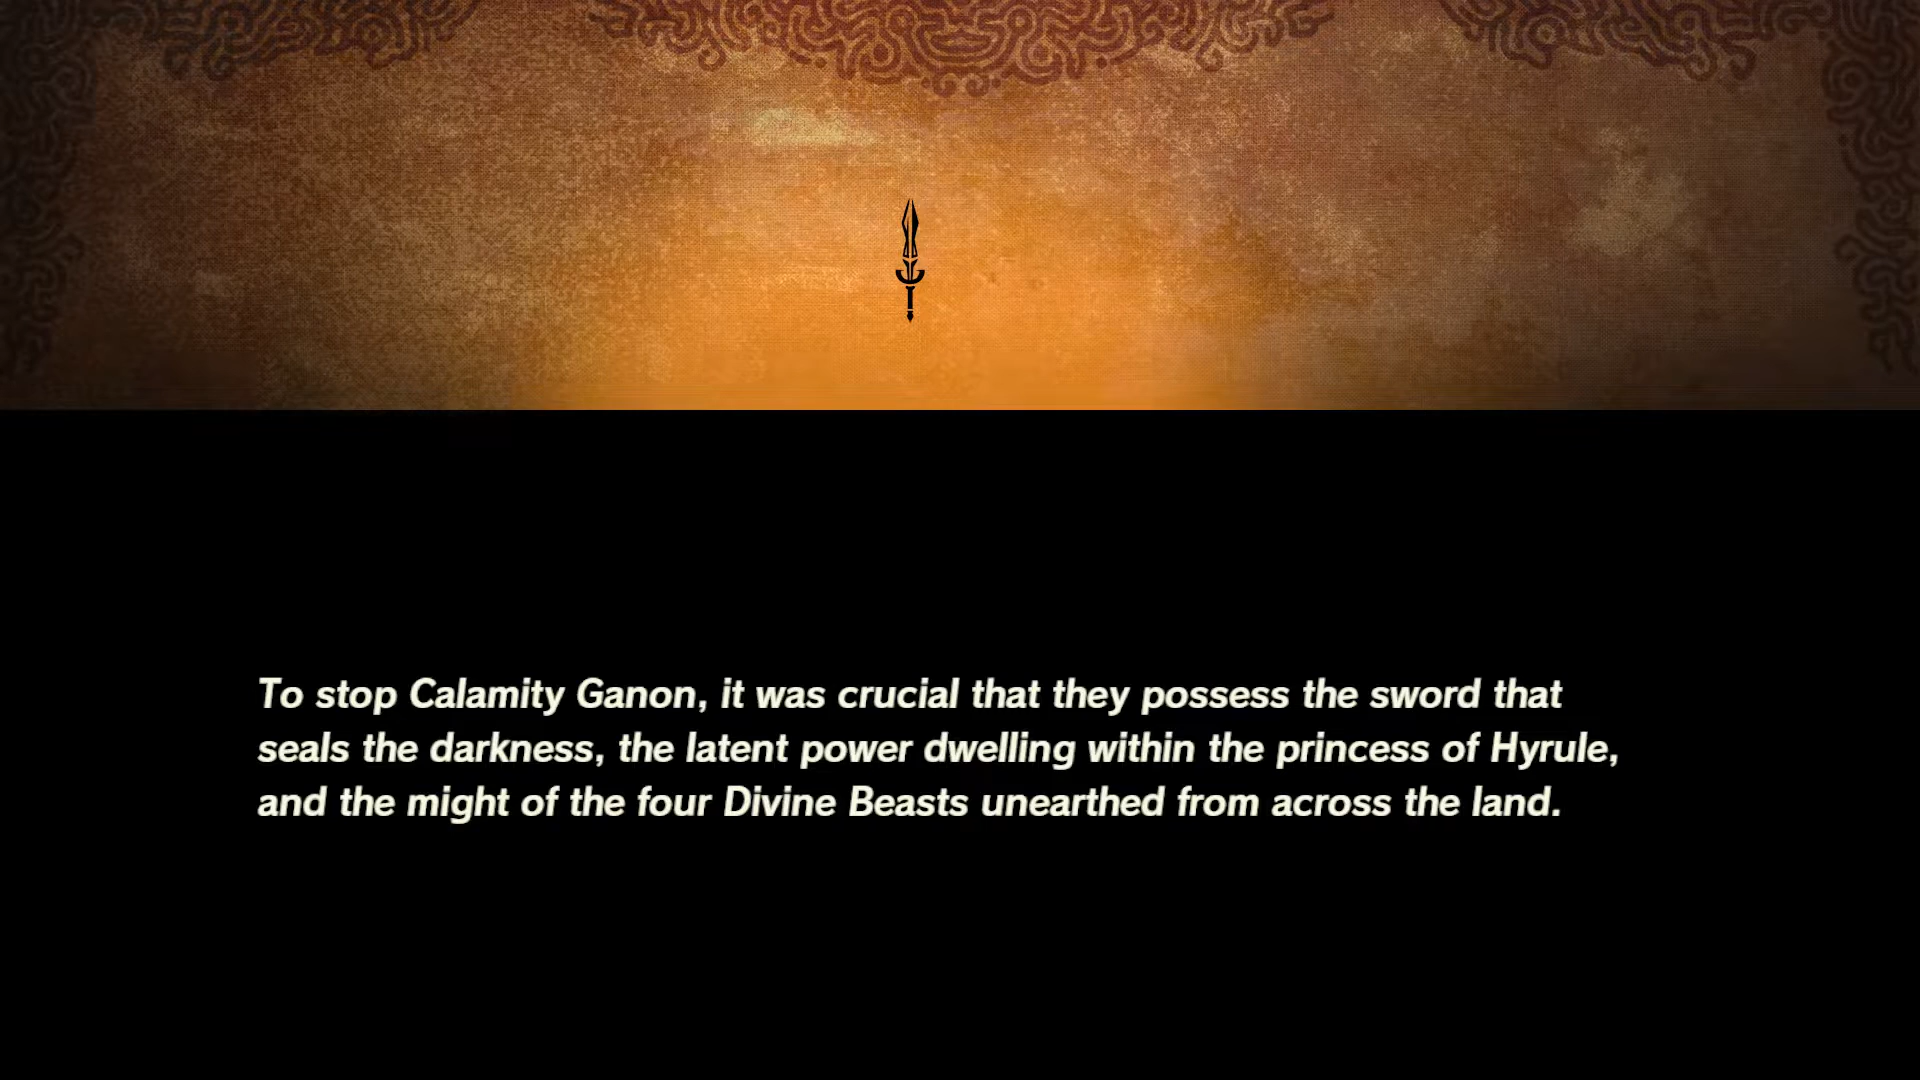 To stop Calamity Ganon, it was crucial that they possess the sword that
seals the darkness, the latent power dwelling within the princess of Hyrule,
and the might of the four Divine Beasts unearthed from across the land.